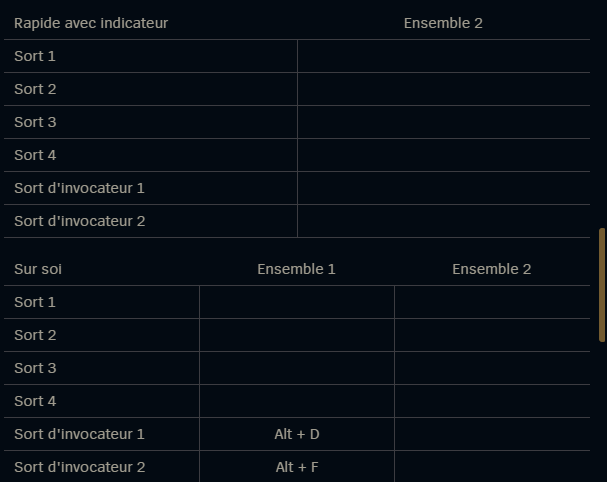 Rapide avec indicateur Ensemble 2
Sort 1
Sort 2
Sort 3
Sort 4
Sort d'invocateur 1
Sort d'invocateur 2
Sur soi Ensemble 1 Ensemble 2
Sort 1
Sort 2
Sort 3
Sort 4
Sort d'invocateur 1 Alt + D
Sort d'invocateur 2 Alt + F